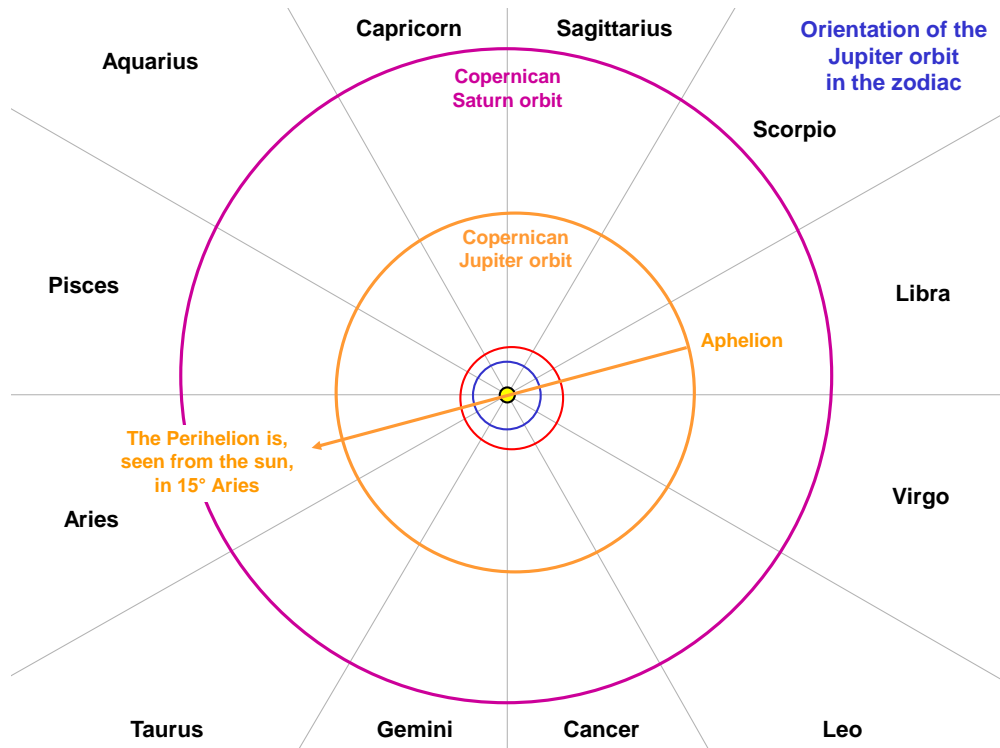 Capricorn
Sagittarius
Orientation of the
Jupiter orbit
in the zodiac
Aquarius
Copernican
Saturn orbit
Scorpio
Copernican
Jupiter orbit
Pisces
Libra
Aphelion
The Perihelion is,
seen from the sun,
in 15° Aries
Aries
Virgo
Taurus
Gemini
Cancer
Leo